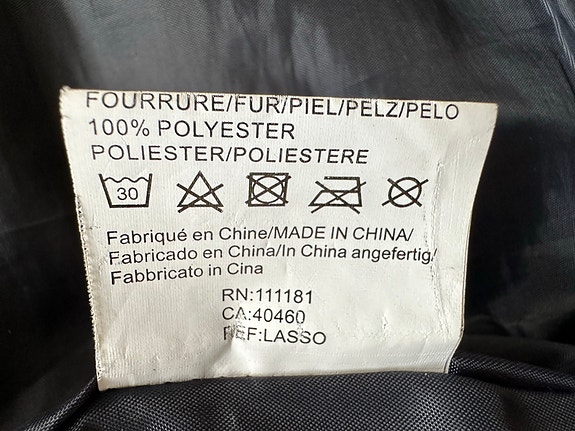 FOURRURE/FUR/PIEL/PELZ/PELO
100% POLYESTER
POLIESTER/POLIESTERE
30
Fabriqué en Chine/MADE IN CHINA/
Fabricado en China/In China angefertig/
Fabbricato in Cina
RN:111181
CA:40460
REF:LASSO